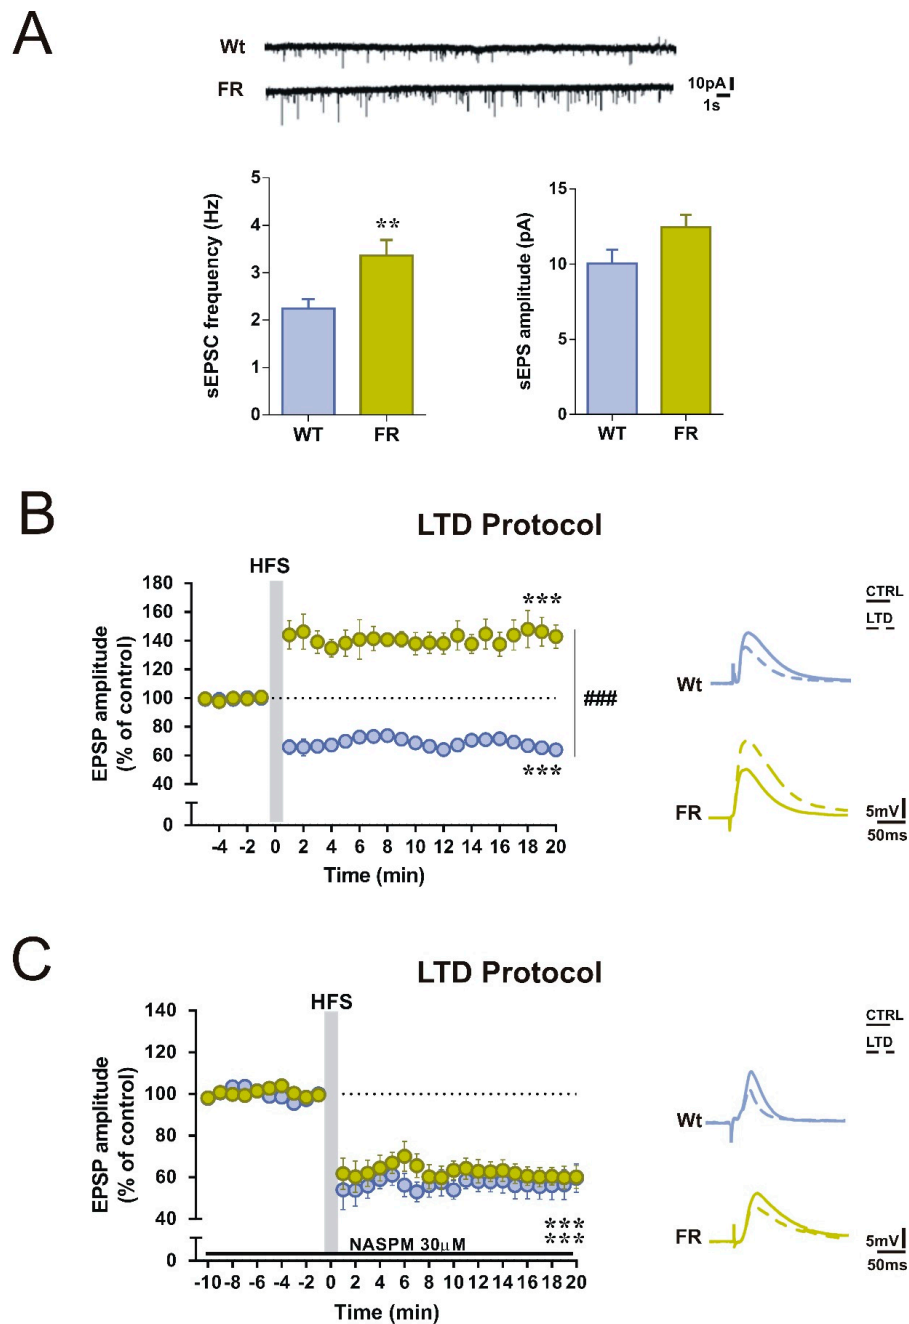 A
Wt
FR
10pA
1s
sEPSC frequency (Hz)
5
4
3
2
1
0
**
WT FR
sEPS amplitude (pA)
15
10
5
0
WT FR
B
LTD Protocol
HFS
EPSP amplitude
(% of control)
180
160
140
120
100
80
60
40
0
***
###
***
-4 -2 0 2 4 6 8 10 12 14 16 18 20
Time (min)
CTRL
LTD
Wt
FR
5mV
50ms
C
LTD Protocol
HFS
EPSP amplitude
(% of control)
140
120
100
80
60
40
0
***
***
NASPM 30µM
-10 -8 -6 -4 -2 0 2 4 6 8 10 12 14 16 18 20
Time (min)
CTRL
LTD
Wt
FR
5mV
50ms